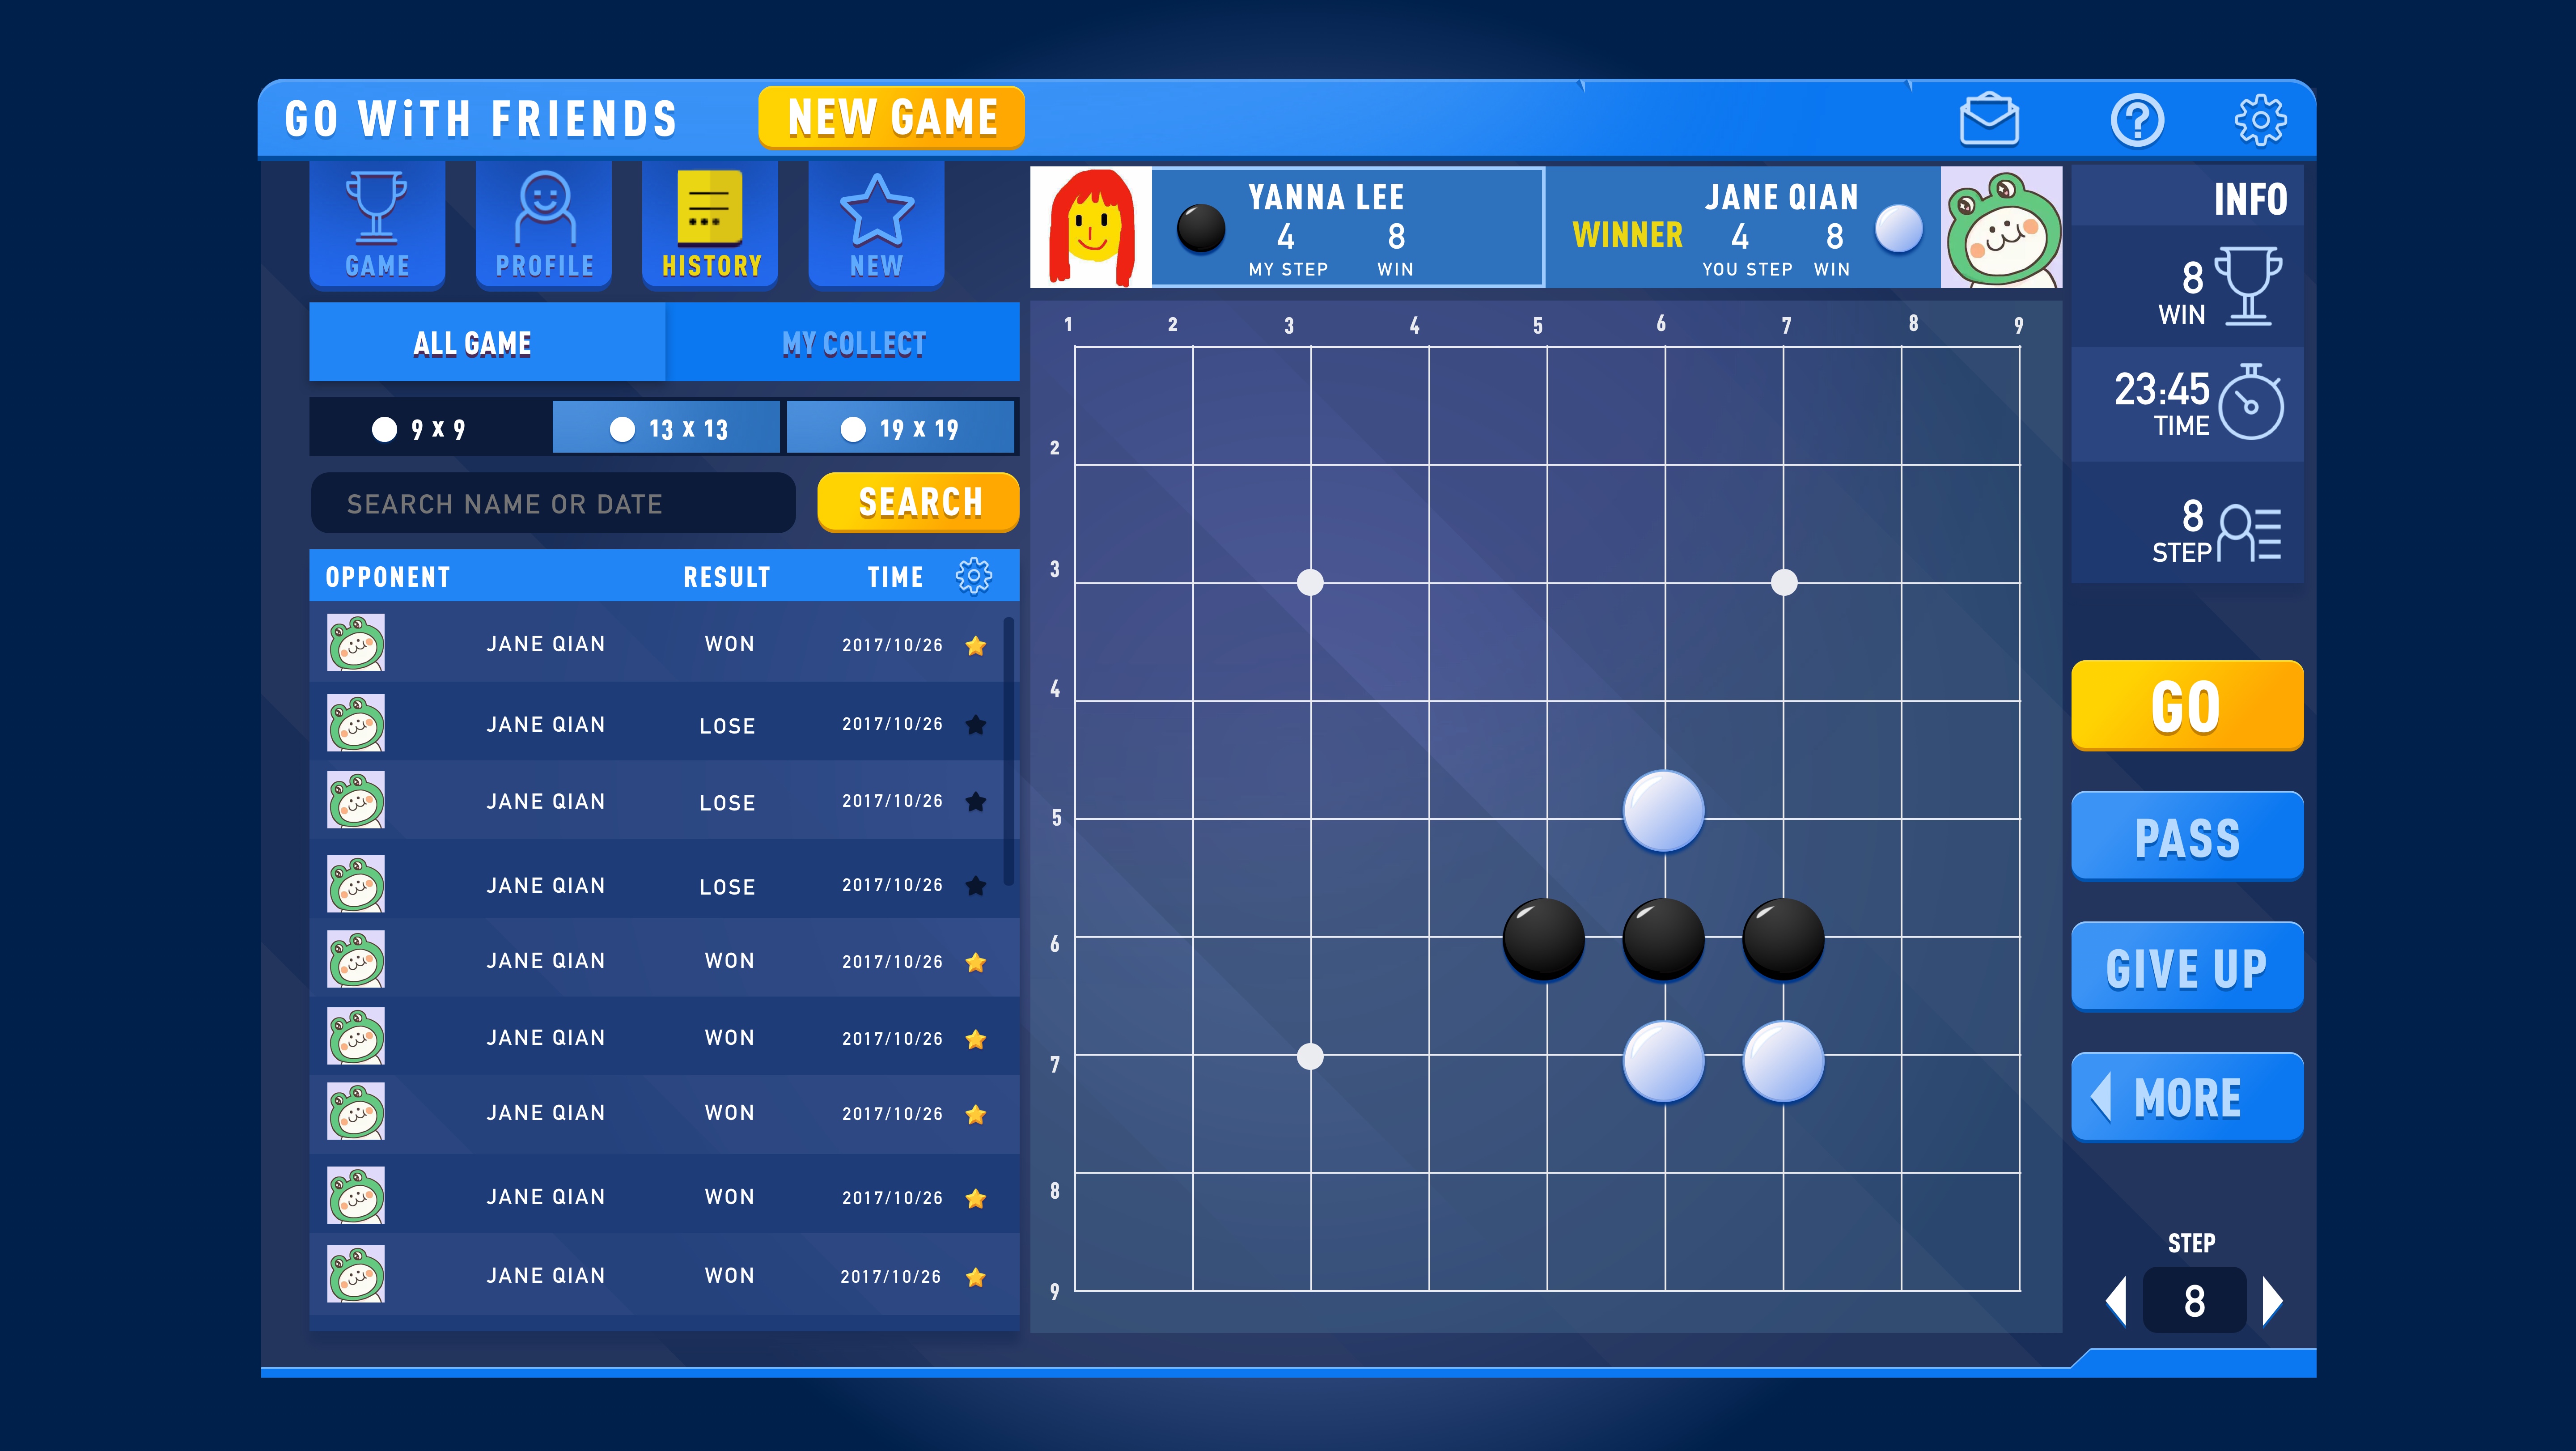 GO WiTH FRIENDS
NEW GAME
GAME
PROFILE
HISTORY
NEW
ALL GAME
MY COLLECT
9 X 9
13 X 13
19 X 19
SEARCH NAME OR DATE
SEARCH
OPPONENT RESULT TIME
JANE QIAN WON 2017/10/26
JANE QIAN LOSE 2017/10/26
JANE QIAN LOSE 2017/10/26
JANE QIAN LOSE 2017/10/26
JANE QIAN WON 2017/10/26
JANE QIAN WON 2017/10/26
JANE QIAN WON 2017/10/26
JANE QIAN WON 2017/10/26
JANE QIAN WON 2017/10/26
YANNA LEE
4 8
MY STEP WIN
WINNER
JANE QIAN
4 8
YOU STEP WIN
1 2 3 4 5 6 7 8 9
2
3
4
5
6
7
8
9
INFO
8
WIN
23:45
TIME
8
STEP
GO
PASS
GIVE UP
MORE
STEP
8